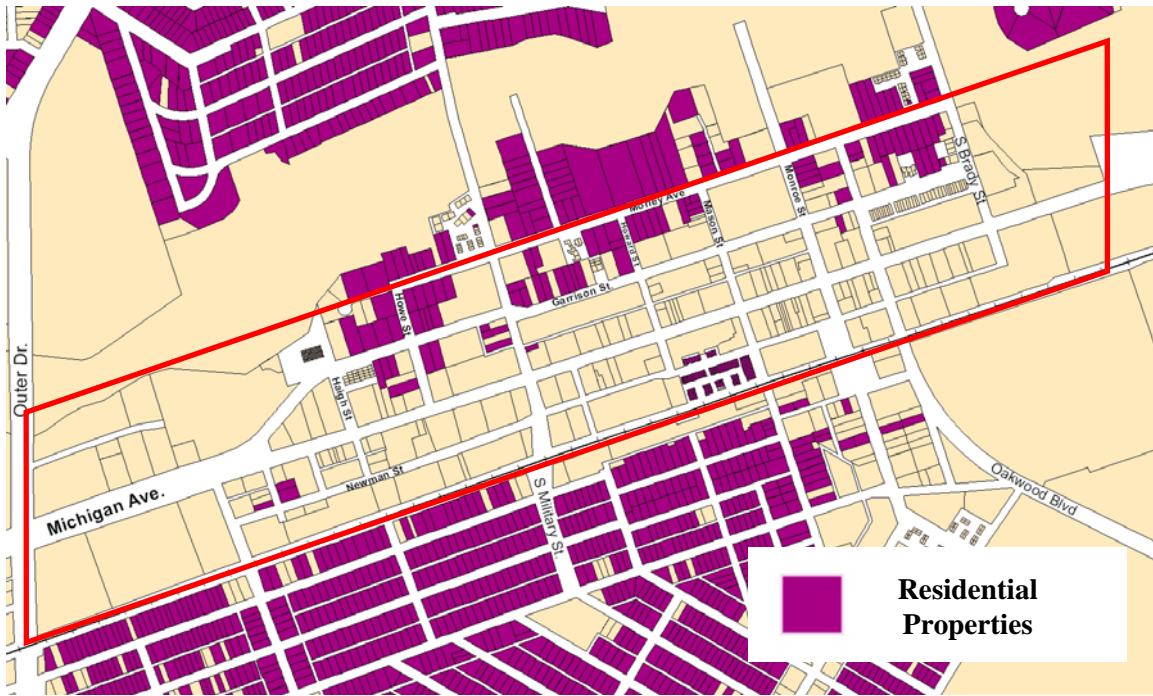 S Brady St
Monroe St
Morley Ave
Mason St
Howard St
Garrison St
Howe St
Outer Dr.
Haigh St
Newman St
Michigan Ave.
S Military St.
Oakwood Blvd
Residential
Properties